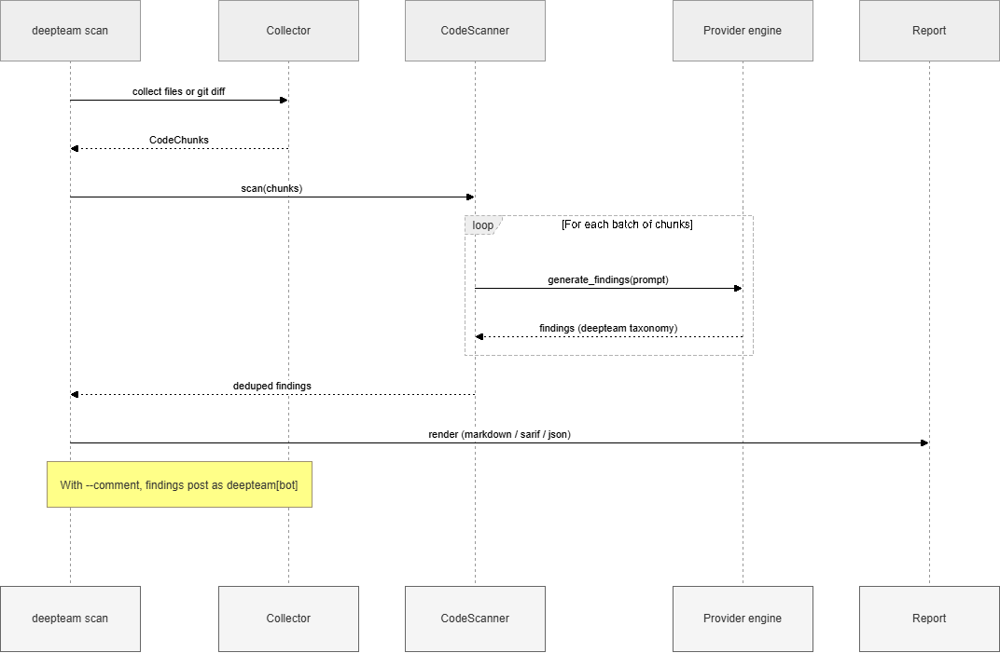 deepteam scan
Collector
CodeScanner
Provider engine
Report
collect files or git diff
CodeChunks
scan(chunks)
loop
[For each batch of chunks]
generate_findings(prompt)
findings (deepteam taxonomy)
deduped findings
render (markdown / sarif / json)
With --comment, findings post as deepteam[bot]
deepteam scan
Collector
CodeScanner
Provider engine
Report